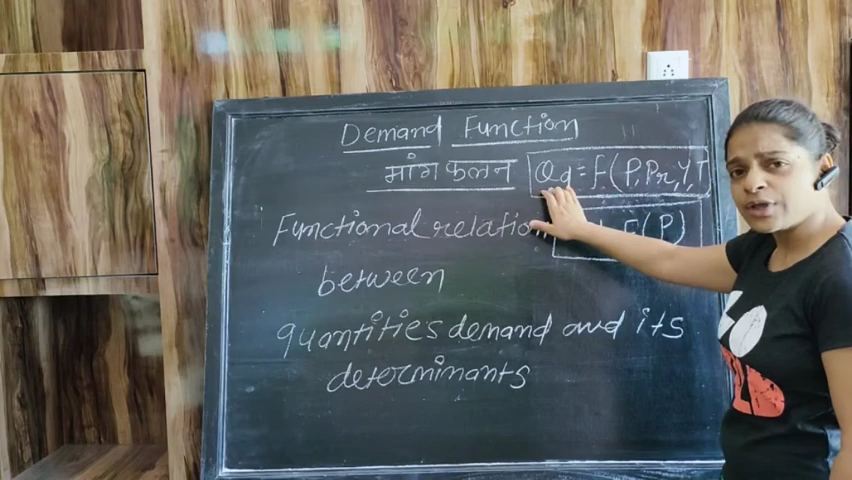 Demand Function
मांग फलन Qd = f(P, Pr, Y, T
Functional relation f(P)
between
quantities demand and its
determinants